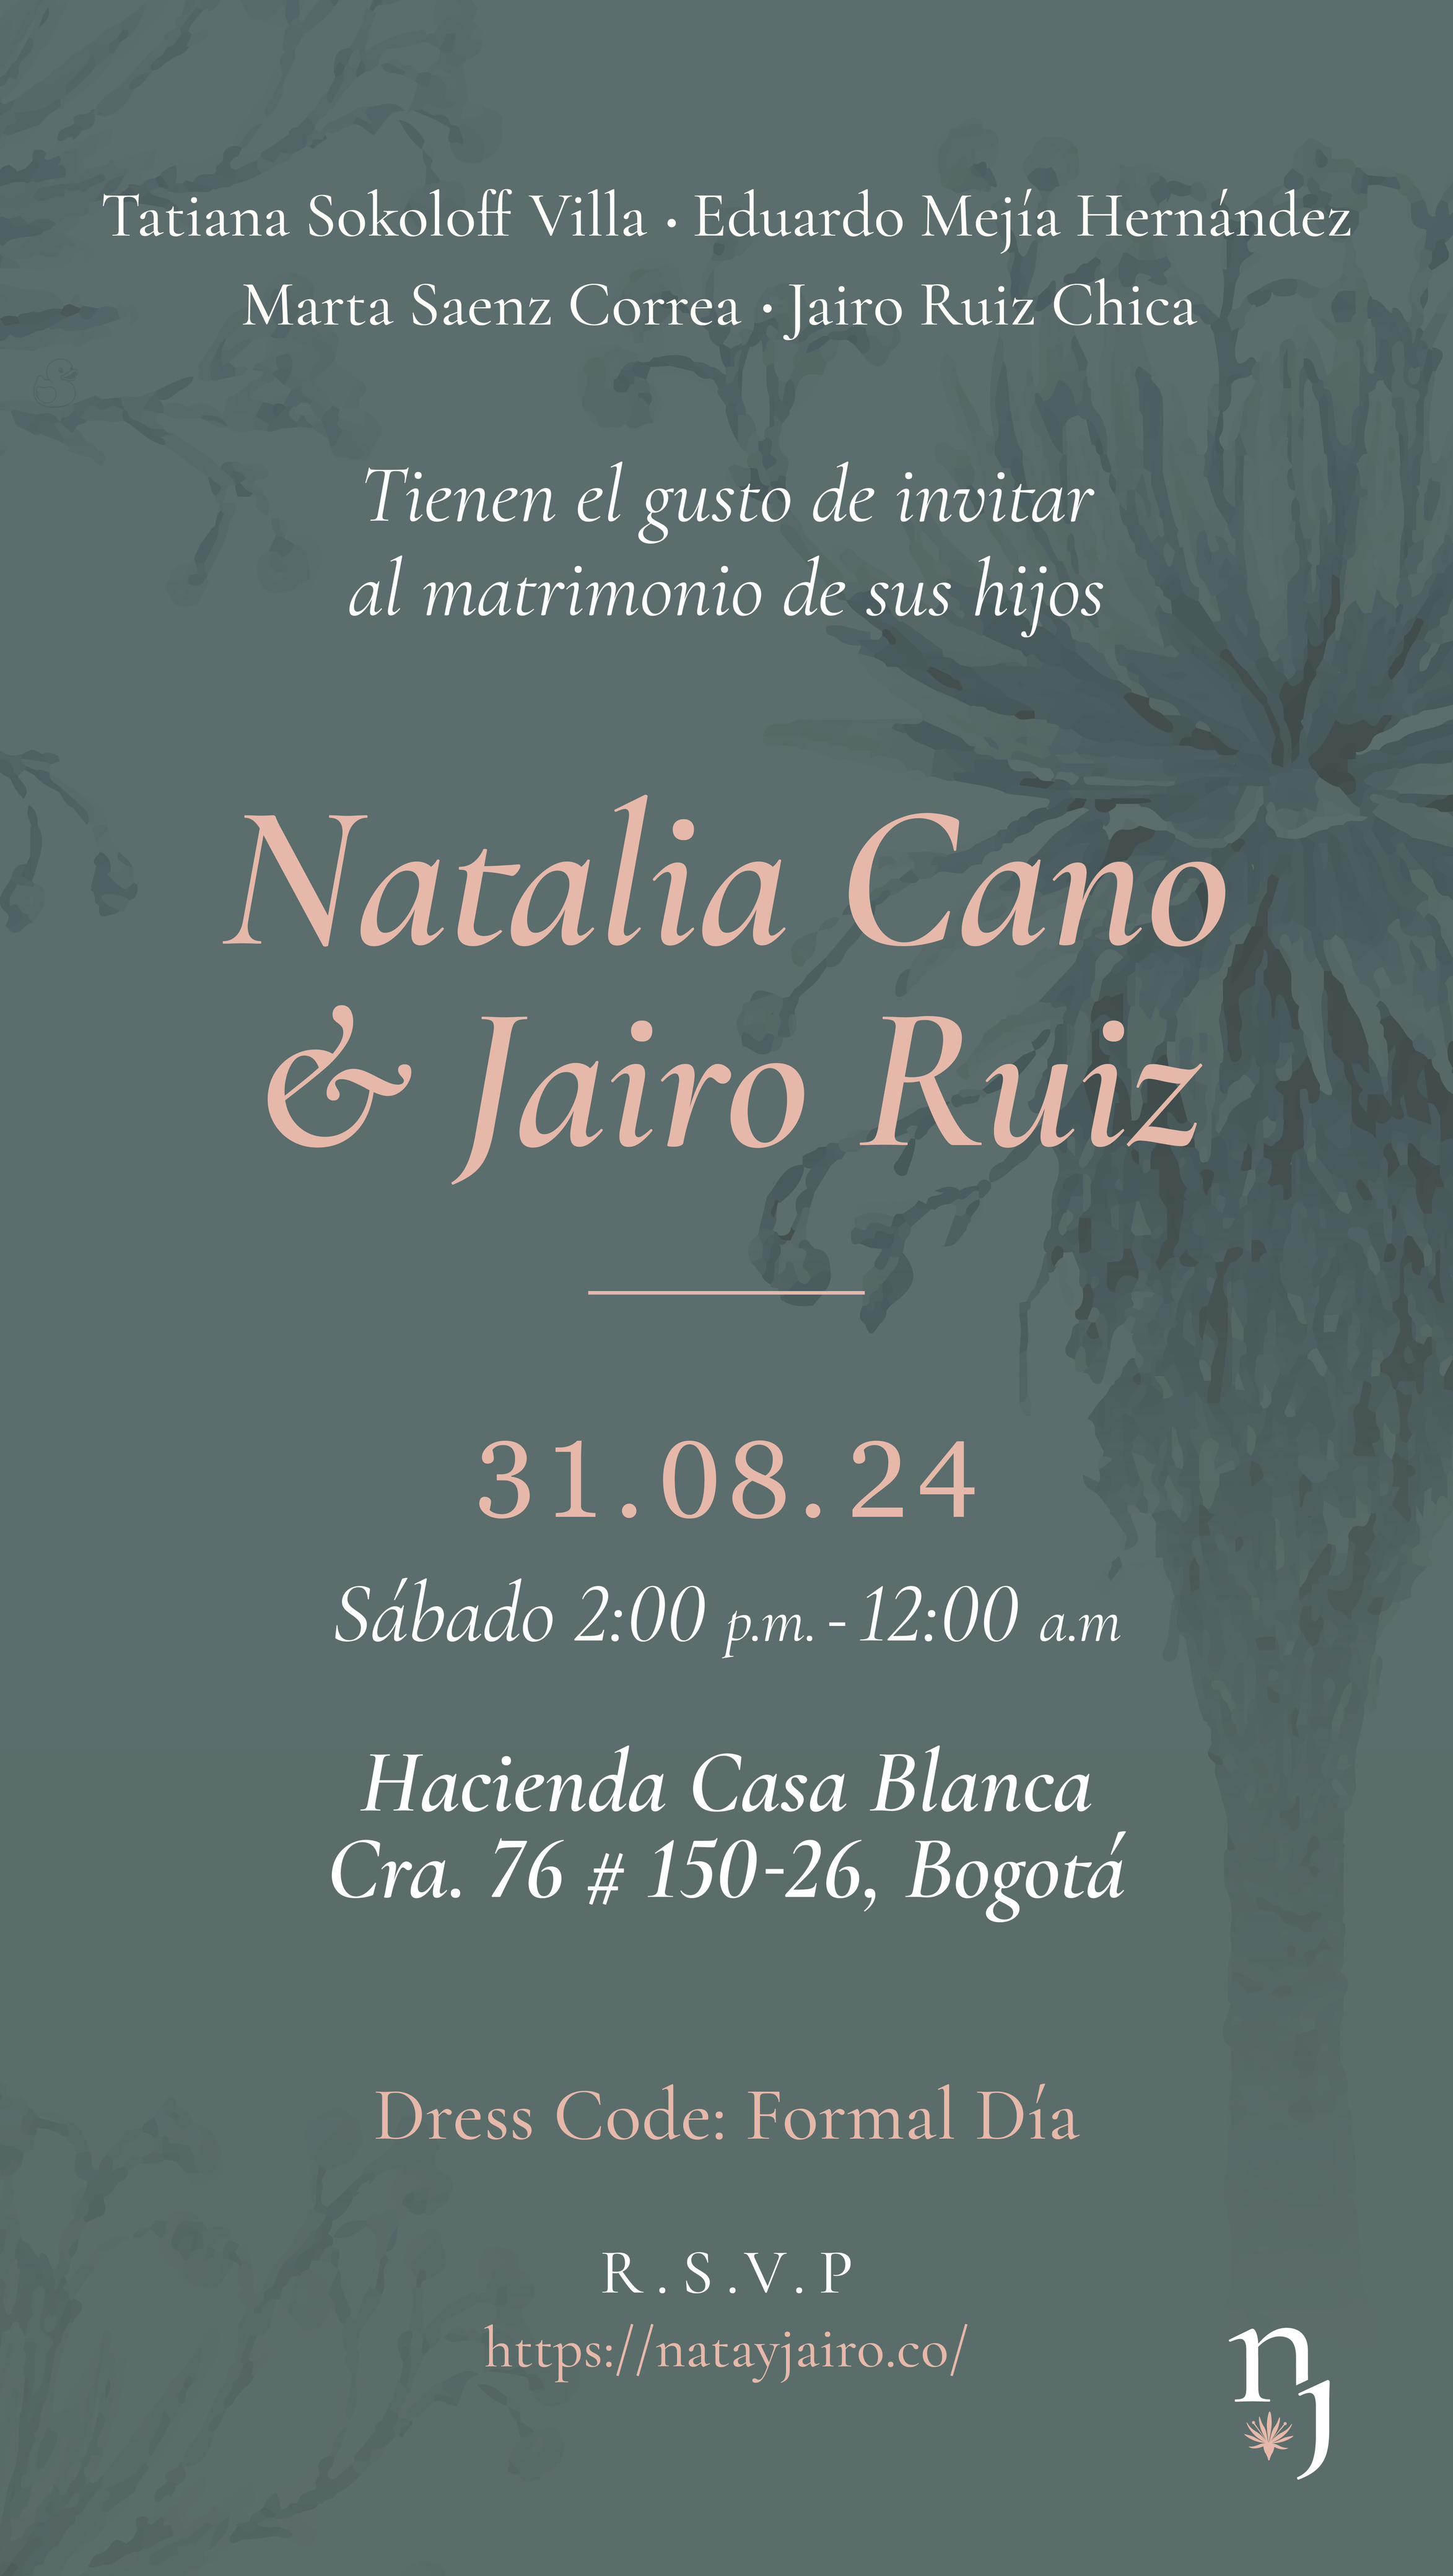 Tatiana Sokoloff Villa • Eduardo Mejía Hernández
Marta Saenz Correa • Jairo Ruiz Chica
Tienen el gusto de invitar
al matrimonio de sus hijos
Natalia Cano
& Jairo Ruiz
31.08.24
Sábado 2:00 p.m. - 12:00 a.m
Hacienda Casa Blanca
Cra. 76 # 150-26, Bogotá
Dress Code: Formal Día
R.S.V.P
https://natayjairo.co/
nj